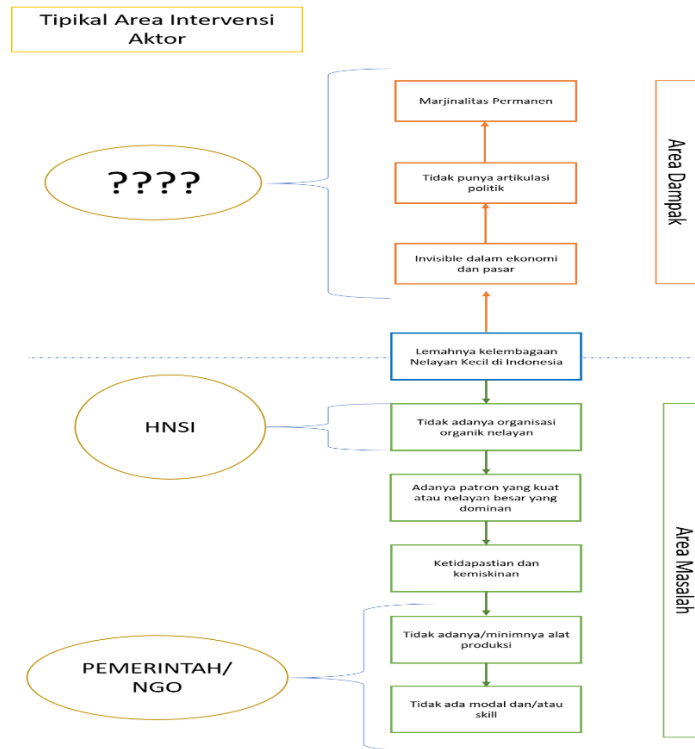 Tipikal Area Intervensi
Aktor
Marjinalitas Permanen
Tidak punya artikulasi
politik
????
Invisible dalam ekonomi
dan pasar
Area Dampak
Lemahnya kelembagaan
Nelayan Kecil di Indonesia
HNSI
Tidak adanya organisasi
organik nelayan
Adanya patron yang kuat
atau nelayan besar yang
dominan
Ketidapastian dan
kemiskinan
Area Masalah
PEMERINTAH/
NGO
Tidak adanya/minimnya alat
produksi
Tidak ada modal dan/atau
skill